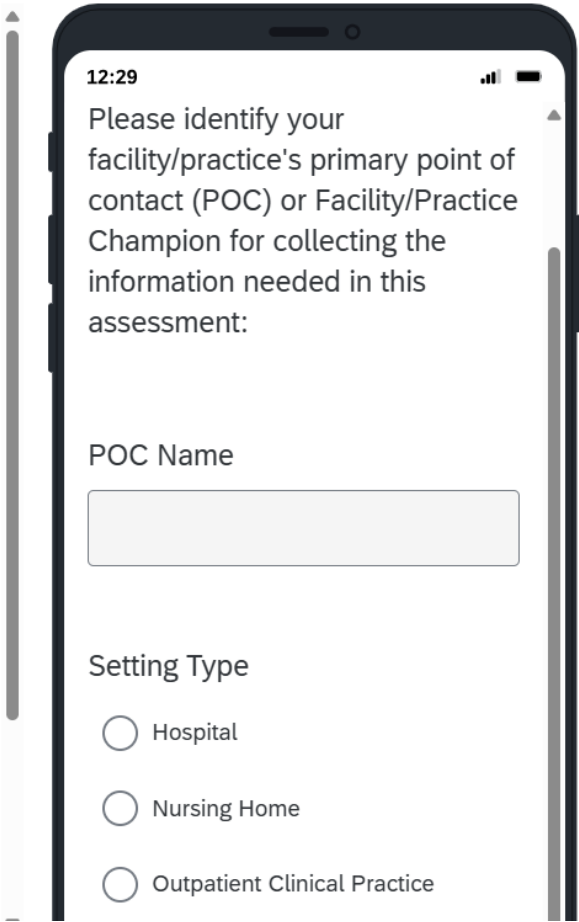 12:29
Please identify your
facility/practice's primary point of
contact (POC) or Facility/Practice
Champion for collecting the
information needed in this
assessment:
POC Name
Setting Type
Hospital
Nursing Home
Outpatient Clinical Practice